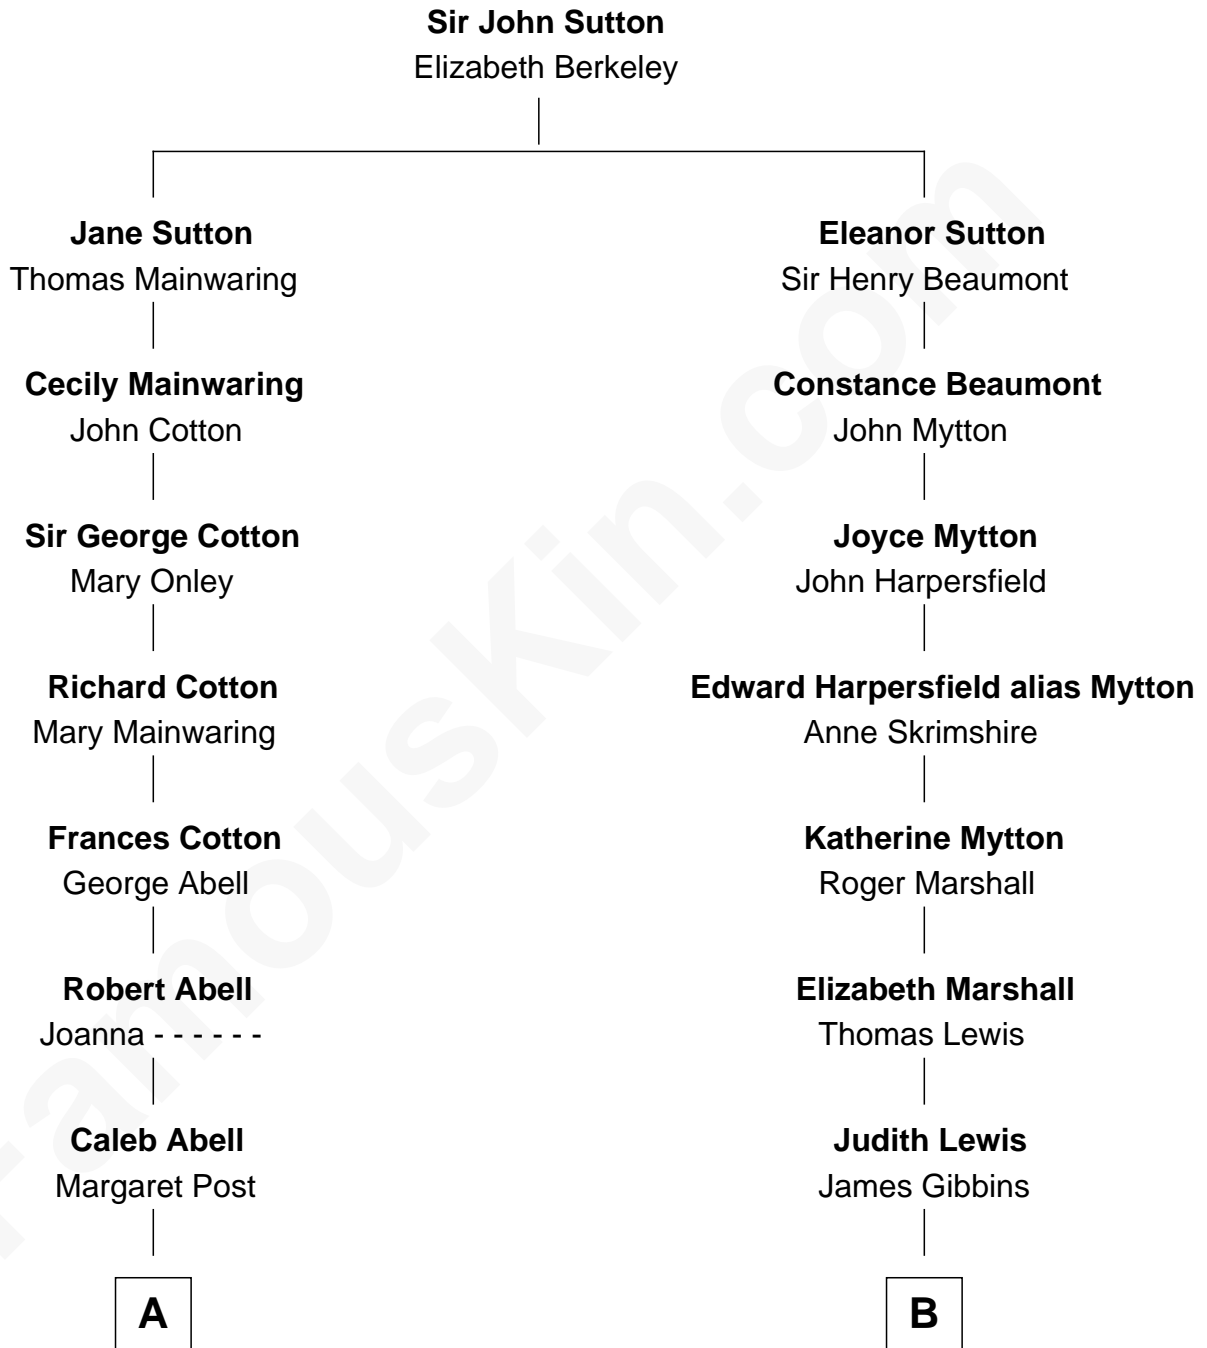 Sir John Sutton
Elizabeth Berkeley
Jane Sutton
Thomas Mainwaring
Eleanor Sutton
Sir Henry Beaumont
Cecily Mainwaring
John Cotton
Constance Beaumont
John Mytton
Sir George Cotton
Mary Onley
Joyce Mytton
John Harpersfield
Richard Cotton
Mary Mainwaring
Edward Harpersfield alias Mytton
Anne Skrimshire
Frances Cotton
George Abell
Katherine Mytton
Roger Marshall
Robert Abell
Joanna - - - - - -
Elizabeth Marshall
Thomas Lewis
Caleb Abell
Margaret Post
Judith Lewis
James Gibbins
A
B
FamousKin.com